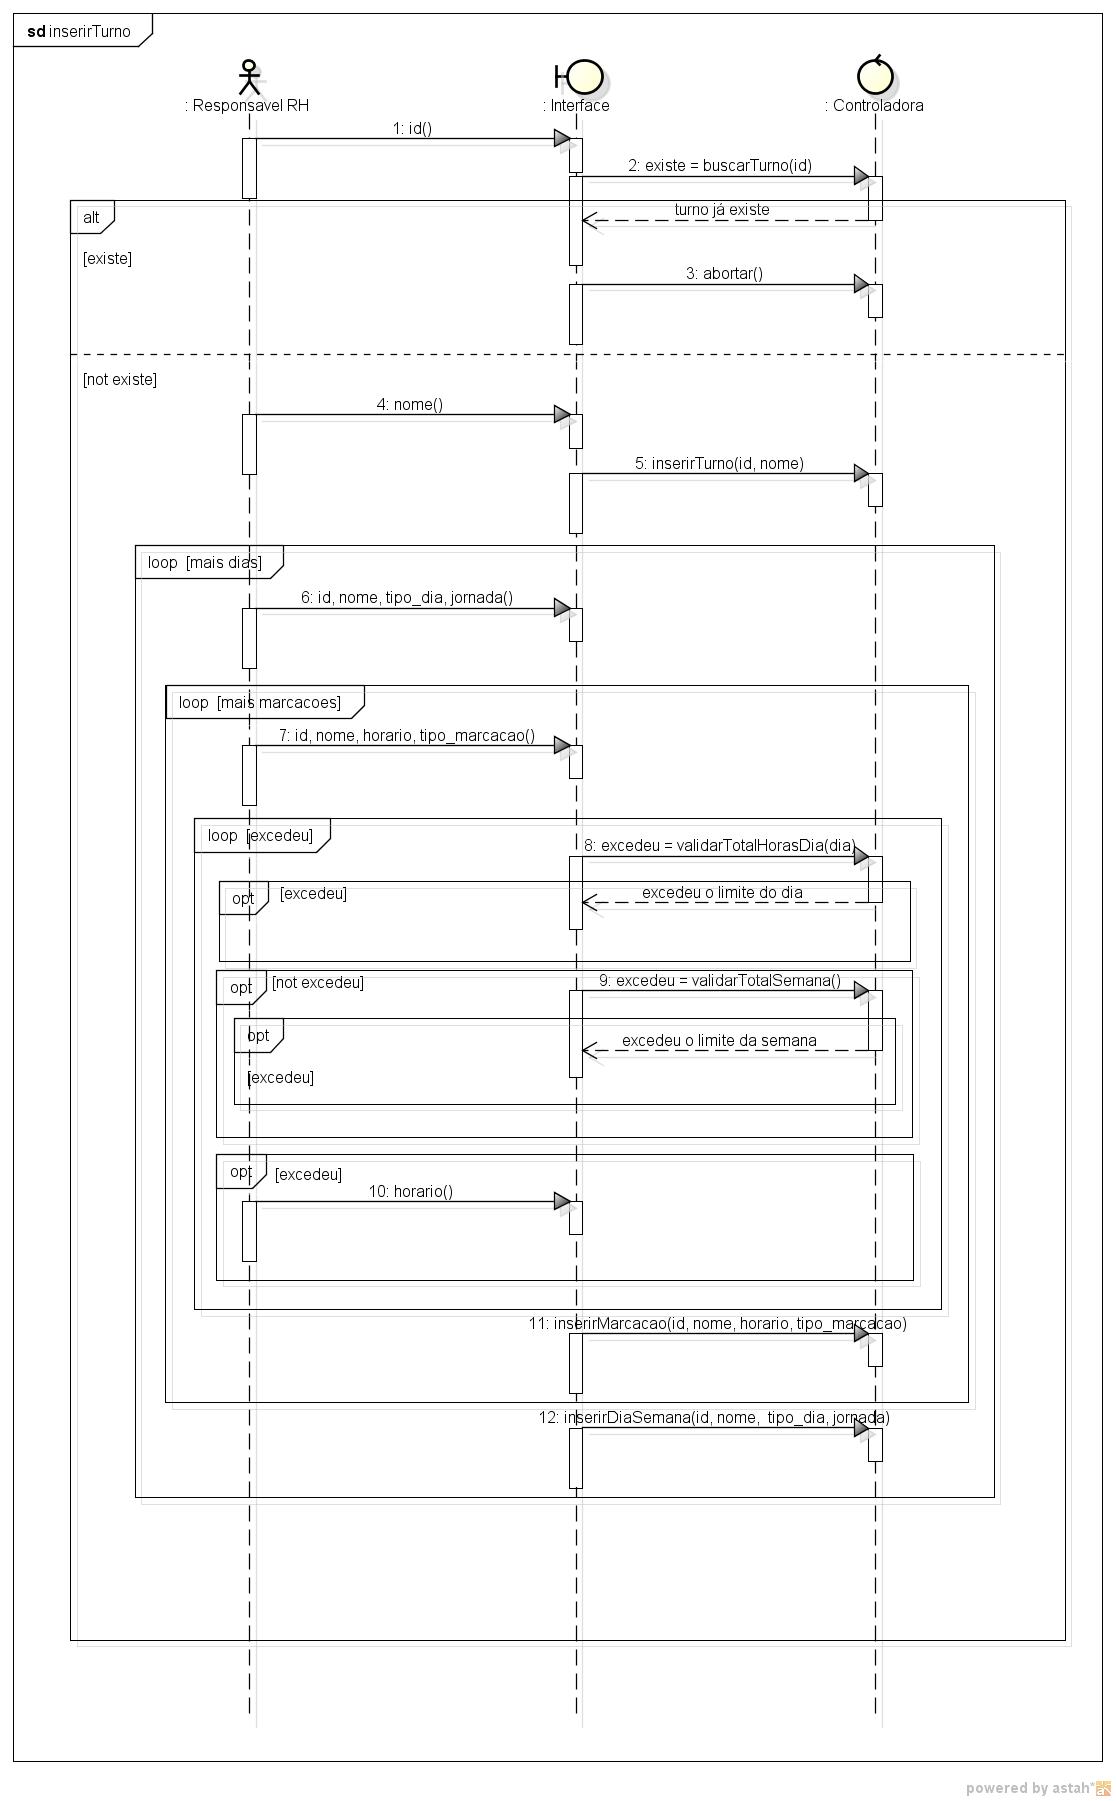 sd inserirTurno
: Responsavel RH
: Interface
: Controladora
1: id()
2: existe = buscarTurno(id)
alt
turno já existe
[existe]
3: abortar()
[not existe]
4: nome()
5: inserirTurno(id, nome)
loop [mais dias]
6: id, nome, tipo_dia, jornada()
loop [mais marcacoes]
7: id, nome, horario, tipo_marcacao()
loop [excedeu]
8: excedeu = validarTotalHorasDia(dia)
opt [excedeu]
excedeu o limite do dia
opt [not excedeu]
9: excedeu = validarTotalSemana()
opt
excedeu o limite da semana
[excedeu]
opt [excedeu]
10: horario()
11: inserirMarcacao(id, nome, horario, tipo_marcacao)
12: inserirDiaSemana(id, nome, tipo_dia, jornada)
powered by astah*